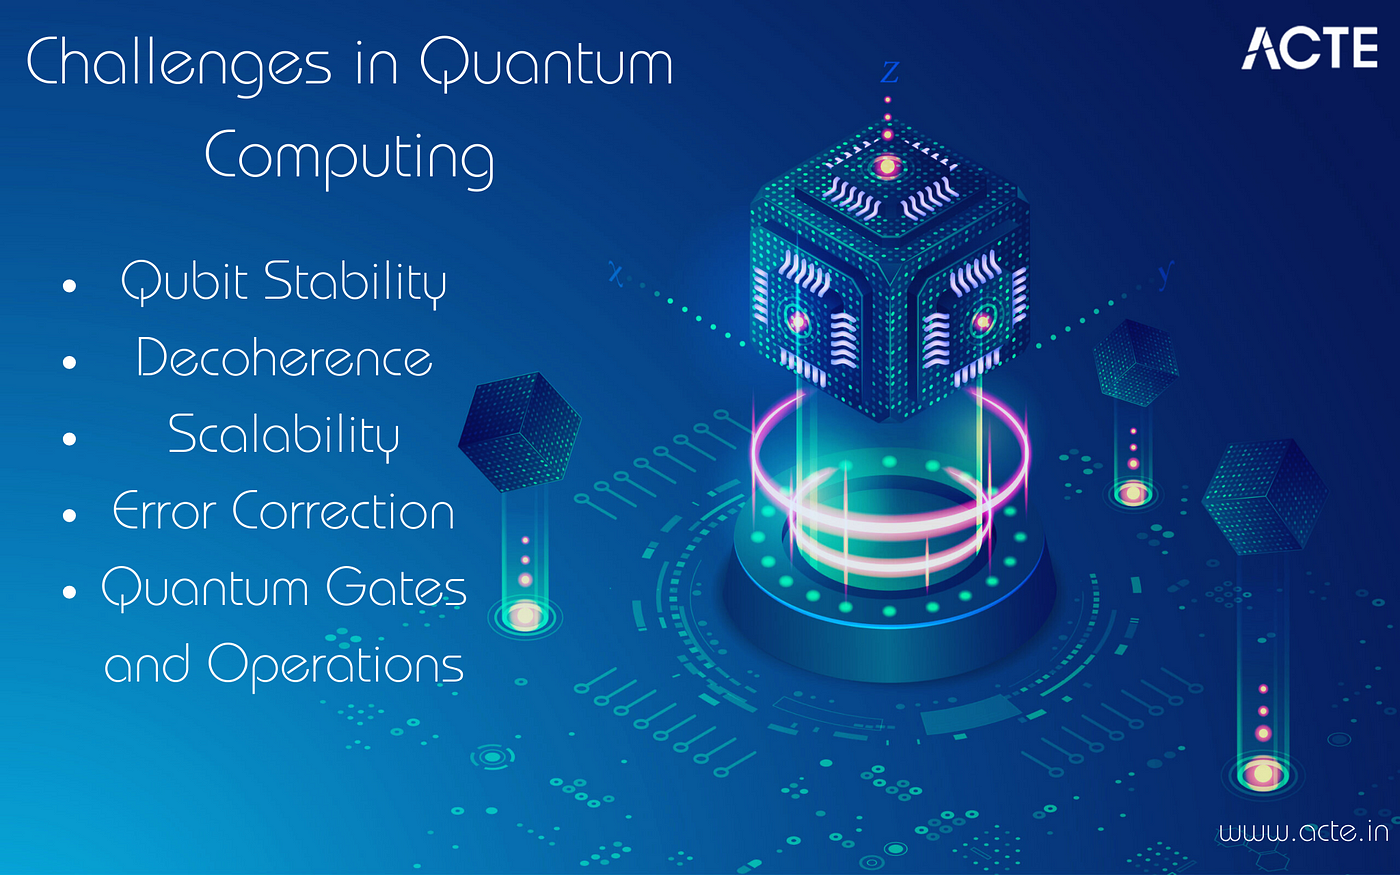 Challenges in Quantum
Computing
ACTE
Z
x
y
• Qubit Stability
• Decoherence
• Scalability
• Error Correction
• Quantum Gates
and Operations
www.acte.in